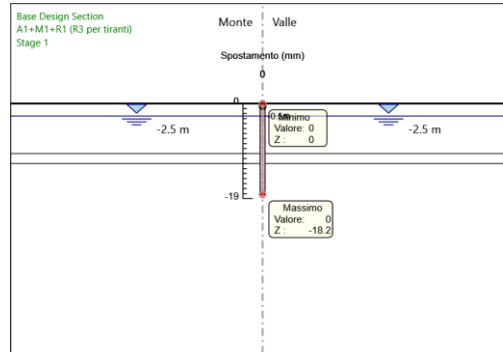 Base Design Section
A1+M1+R1 (R3 per tiranti)
Stage 1
Monte Valle
Spostamento (mm)
0
0
Minimo
Valore: 0
Z : 0
-2.5 m
-2.5 m
-19
Massimo
Valore: 0
Z : -18.2